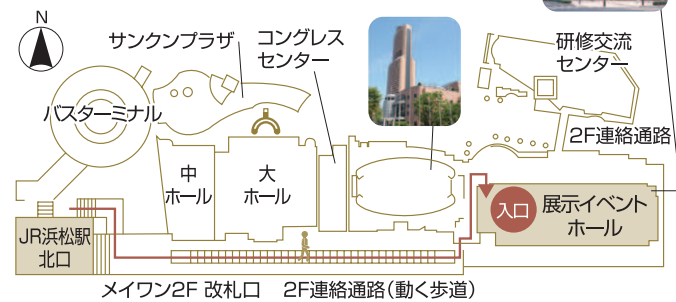 N
サンクンプラザ
コングレス
センター
研修交流
センター
バスターミナル
2F連絡通路
中
ホール
大
ホール
入口
展示イベント
ホール
JR浜松駅
北口
メイワン2F 改札口 2F連絡通路(動く歩道)